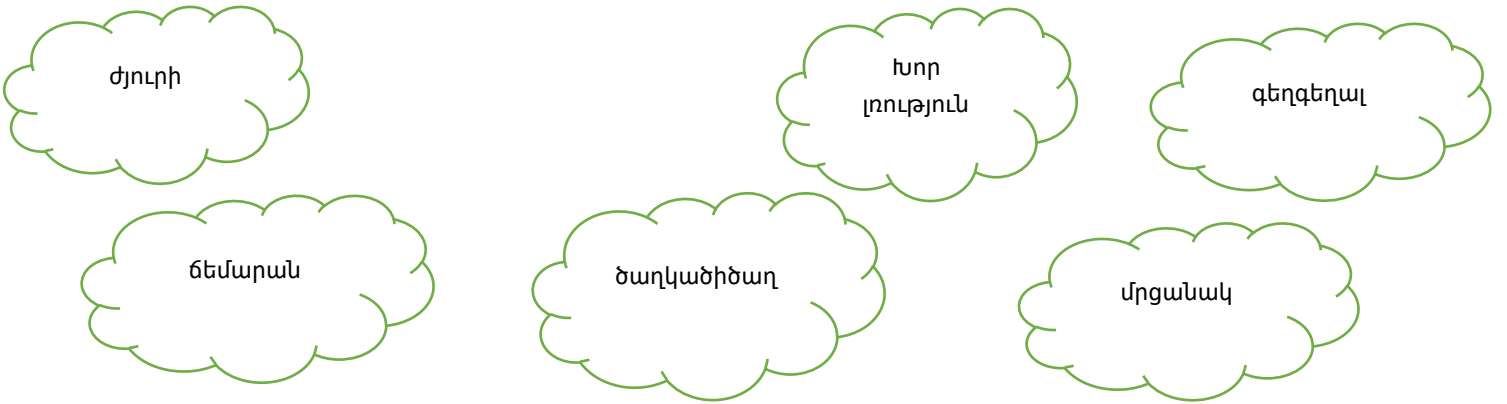 ժյուրի
Խոր
լռություն
գեղգեղալ
ճեմարան
ծաղկածիծաղ
մրցանակ